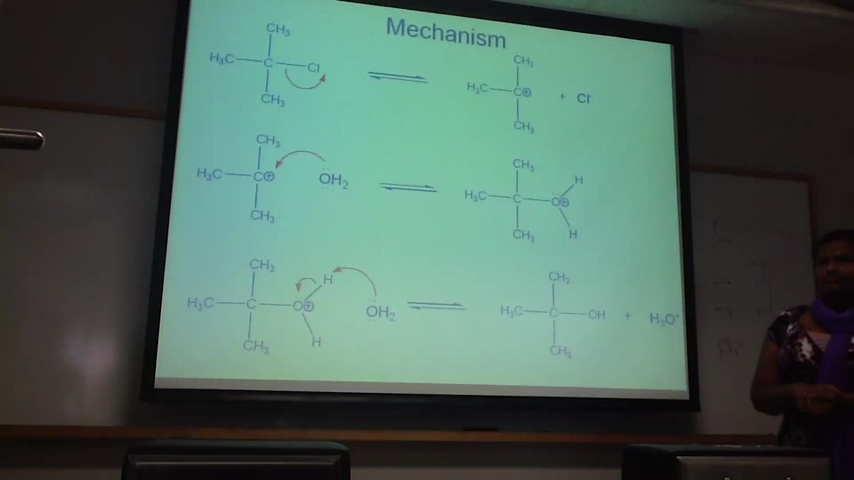 Mechanism
CH₃
H₃C C Cl
CH₃
CH₃
H₃C C⊕ + Cl⁻
CH₃
CH₃
H₃C C⊕ OH₂
CH₃
CH₃ H
H₃C C O⊕
CH₃ H
CH₃ H
H₃C C O⊕ OH₂
CH₃ H
CH₃
H₃C C OH + H₃O⁺
CH₃